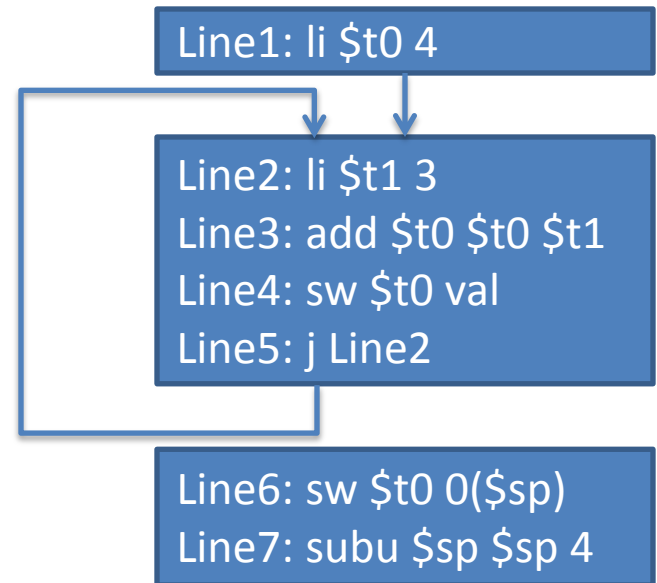 Line1: li $t0 4
Line2: li $t1 3
Line3: add $t0 $t0 $t1
Line4: sw $t0 val
Line5: j Line2
Line6: sw $t0 0($sp)
Line7: subu $sp $sp 4